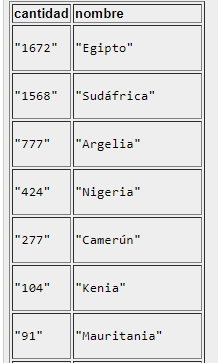 cantidad nombre
"1672" "Egipto"
"1568" "Sudáfrica"
"777" "Argelia"
"424" "Nigeria"
"277" "Camerún"
"104" "Kenia"
"91" "Mauritania"